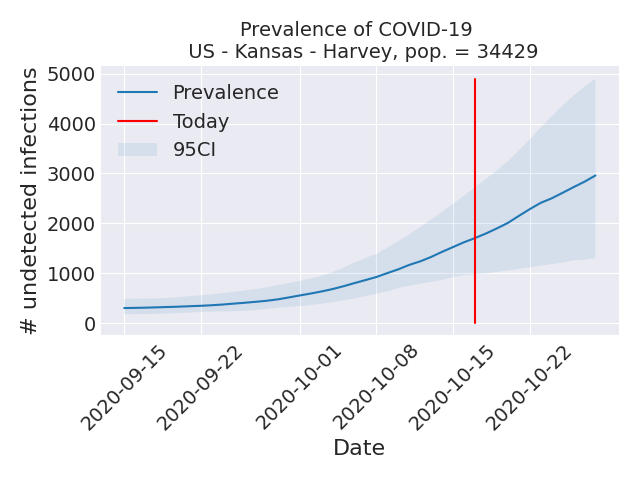 Prevalence of COVID-19
US - Kansas - Harvey, pop. = 34429
# undetected infections
5000
4000
3000
2000
1000
0
Prevalence
Today
95CI
2020-09-15
2020-09-22
2020-10-01
2020-10-08
2020-10-15
2020-10-22
Date